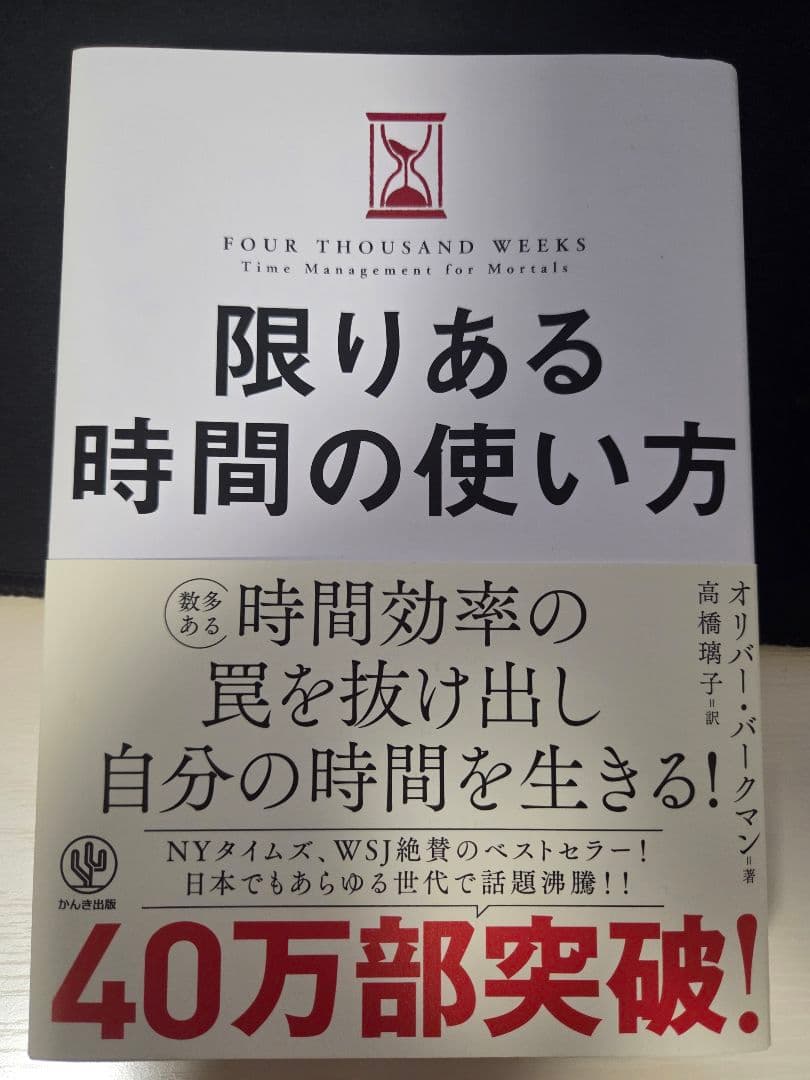 FOUR THOUSAND WEEKS
Time Management for Mortals
限りある
時間の使い方
オリバー・バークマン=著
高橋璃子=訳
数多
ある
時間効率の
罠を抜け出し
自分の時間を生きる!
NYタイムズ、WSJ絶賛のベストセラー!
日本でもあらゆる世代で話題沸騰!!
かんき出版
40万部突破!